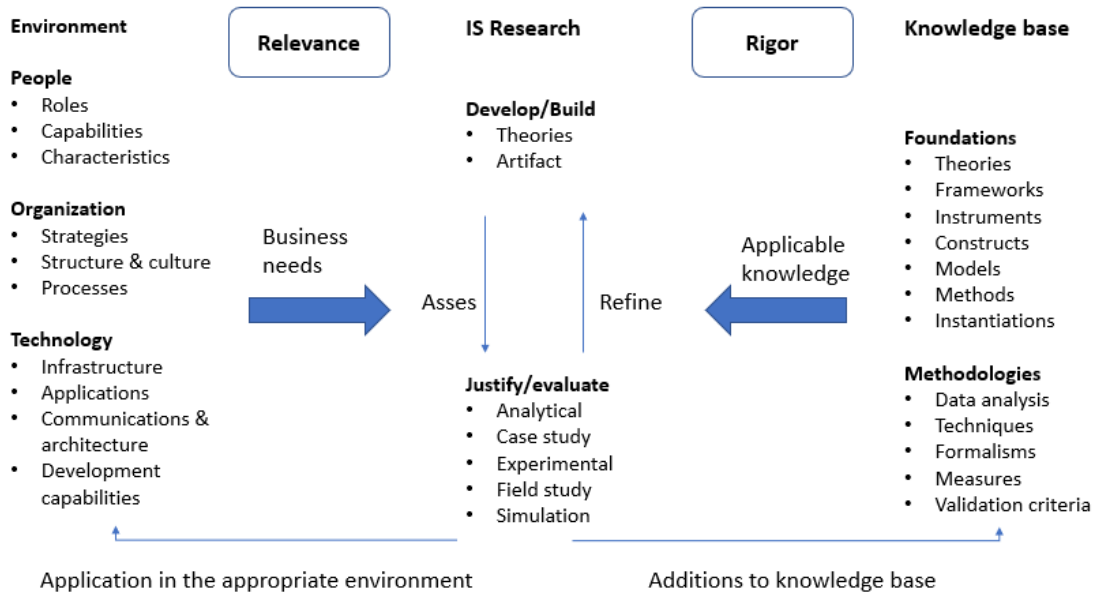 Environment
Relevance
IS Research
Rigor
Knowledge base
People
• Roles
• Capabilities
• Characteristics
Organization
• Strategies
• Structure & culture
• Processes
Technology
• Infrastructure
• Applications
• Communications &
architecture
• Development
capabilities
Business
needs
Develop/Build
• Theories
• Artifact
Asses
Refine
Justify/evaluate
• Analytical
• Case study
• Experimental
• Field study
• Simulation
Applicable
knowledge
Foundations
• Theories
• Frameworks
• Instruments
• Constructs
• Models
• Methods
• Instantiations
Methodologies
• Data analysis
• Techniques
• Formalisms
• Measures
• Validation criteria
Application in the appropriate environment
Additions to knowledge base